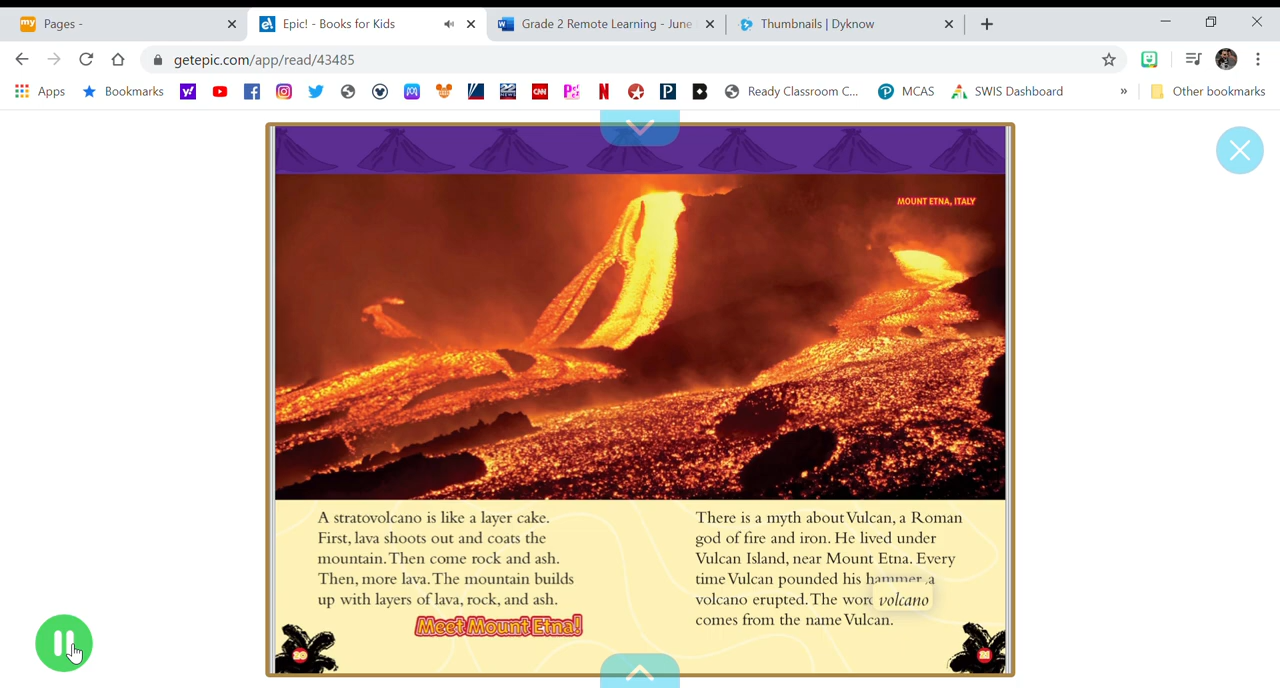 Pages -
Epic! - Books for Kids
Grade 2 Remote Learning - June
Thumbnails | Dyknow
getepic.com/app/read/43485
Apps
Bookmarks
Ready Classroom C...
MCAS
SWIS Dashboard
»
Other bookmarks
MOUNT ETNA, ITALY
A stratovolcano is like a layer cake.
First, lava shoots out and coats the
mountain. Then come rock and ash.
Then, more lava. The mountain builds
up with layers of lava, rock, and ash.
Meet Mount Etna!
There is a myth about Vulcan, a Roman
god of fire and iron. He lived under
Vulcan Island, near Mount Etna. Every
time Vulcan pounded his hammer, a
volcano erupted. The word volcano
comes from the name Vulcan.